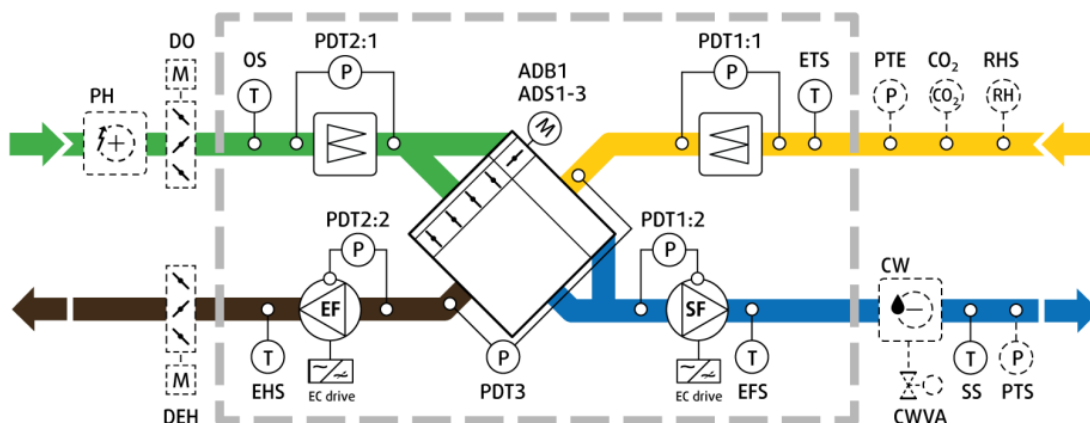 DO
OS
PDT2:1
PDT1:1
ETS
PTE
CO₂
RHS
M
P
ADB1
ADS1-3
P
PH
T
M
T
P
CO₂
RH
PDT2:2
PDT1:2
P
P
CW
EF
SF
T
P
T
T
P
M
EHS
EC drive
PDT3
EC drive
EFS
SS
PTS
DEH
CWVA